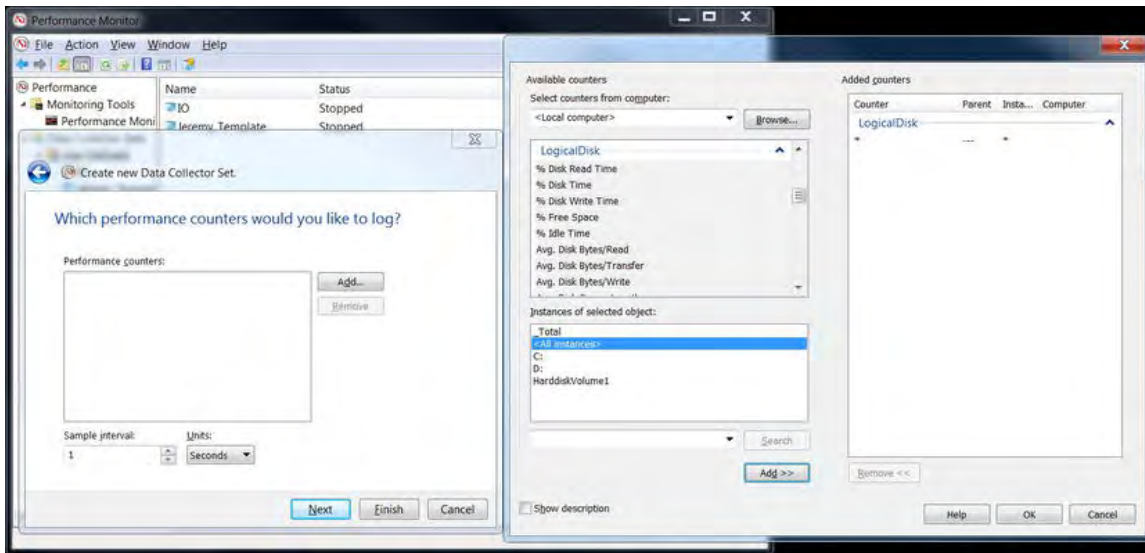 Performance Monitor
File Action View Window Help
Performance
Monitoring Tools
Performance Moni
Name Status
IO Stopped
Jeremy Template Stopped
Create new Data Collector Set.
Which performance counters would you like to log?
Performance counters:
Add...
Remove
Sample interval: Units:
1 Seconds
Next Finish Cancel
Available counters
Select counters from computer:
<Local computer> Browse...
LogicalDisk
% Disk Read Time
% Disk Time
% Disk Write Time
% Free Space
% Idle Time
Avg. Disk Bytes/Read
Avg. Disk Bytes/Transfer
Avg. Disk Bytes/Write
Instances of selected object:
_Total
<All instances>
C:
D:
HarddiskVolume1
Search
Add >>
Show description
Added counters
Counter Parent Insta... Computer
LogicalDisk
* --- *
Remove <<
Help OK Cancel